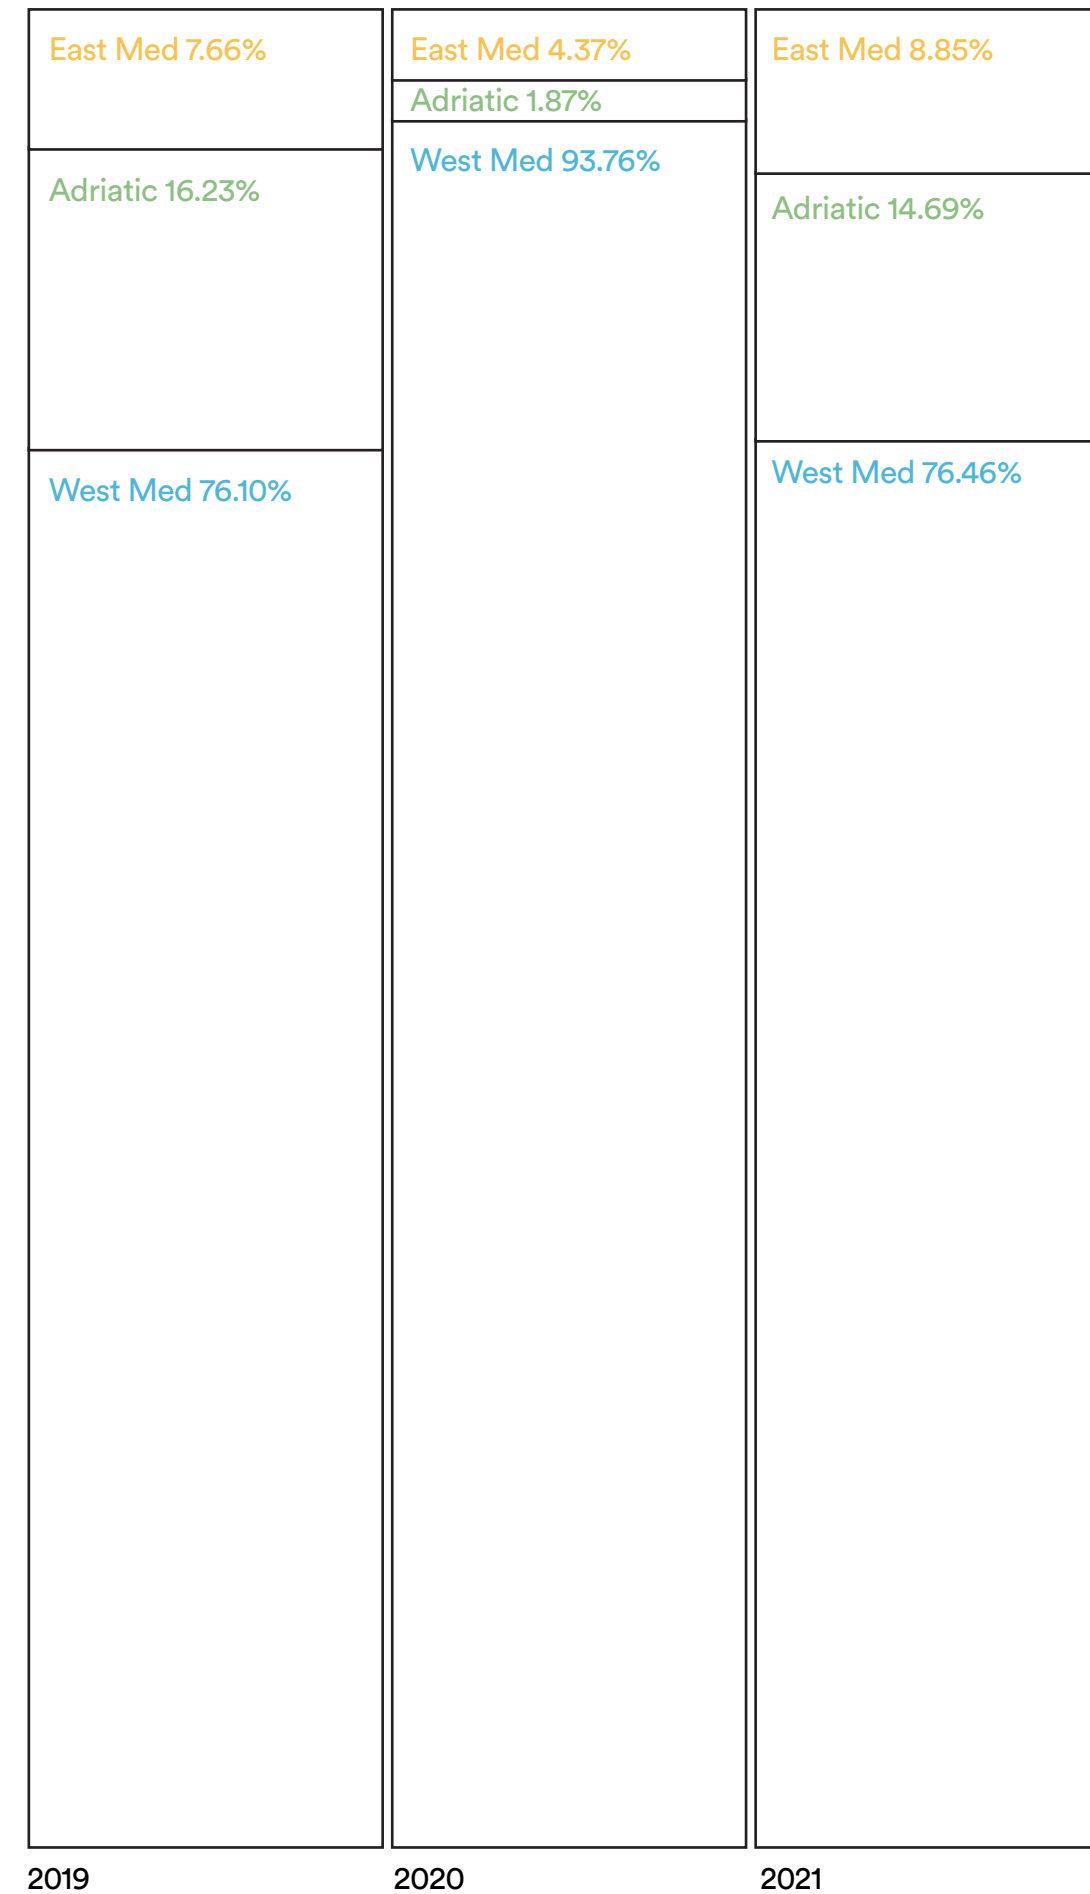 East Med 7.66%
Adriatic 16.23%
West Med 76.10%
East Med 4.37%
Adriatic 1.87%
West Med 93.76%
East Med 8.85%
Adriatic 14.69%
West Med 76.46%
2019
2020
2021